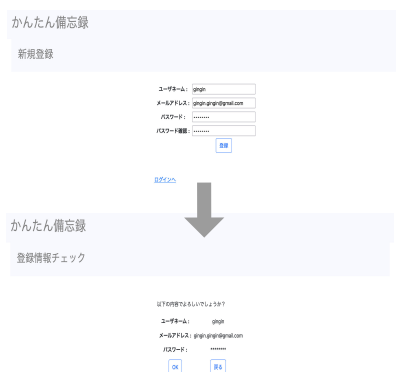 かんたん備忘録
新規登録
ユーザネーム： gingin
メールアドレス： gingin.gingin@gmail.com
パスワード： ••••••••
パスワード確認： ••••••••
登録
ログインへ
かんたん備忘録
登録情報チェック
以下の内容でよろしいでしょうか？
ユーザネーム： gingin
メールアドレス： gingin.gingin@gmail.com
パスワード： ********
OK 戻る